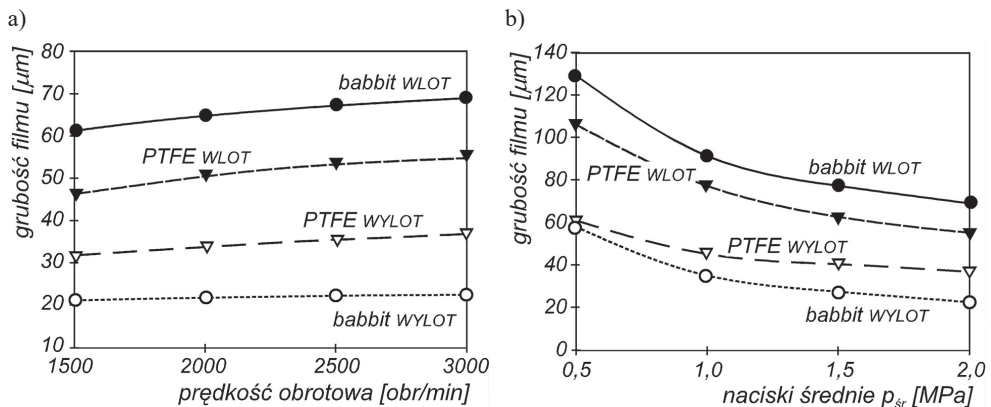 a)
grubość filmu [μm]
80
70
60
50
40
30
20
10
babbit WLOT
PTFE WLOT
PTFE WYLOT
babbit WYLOT
1500 2000 2500 3000
prędkość obrotowa [obr/min]
b)
grubość filmu [μm]
140
120
100
80
60
40
20
0
babbit WLOT
PTFE WLOT
PTFE WYLOT
babbit WYLOT
0,5 1,0 1,5 2,0
naciski średnie pśr [MPa]